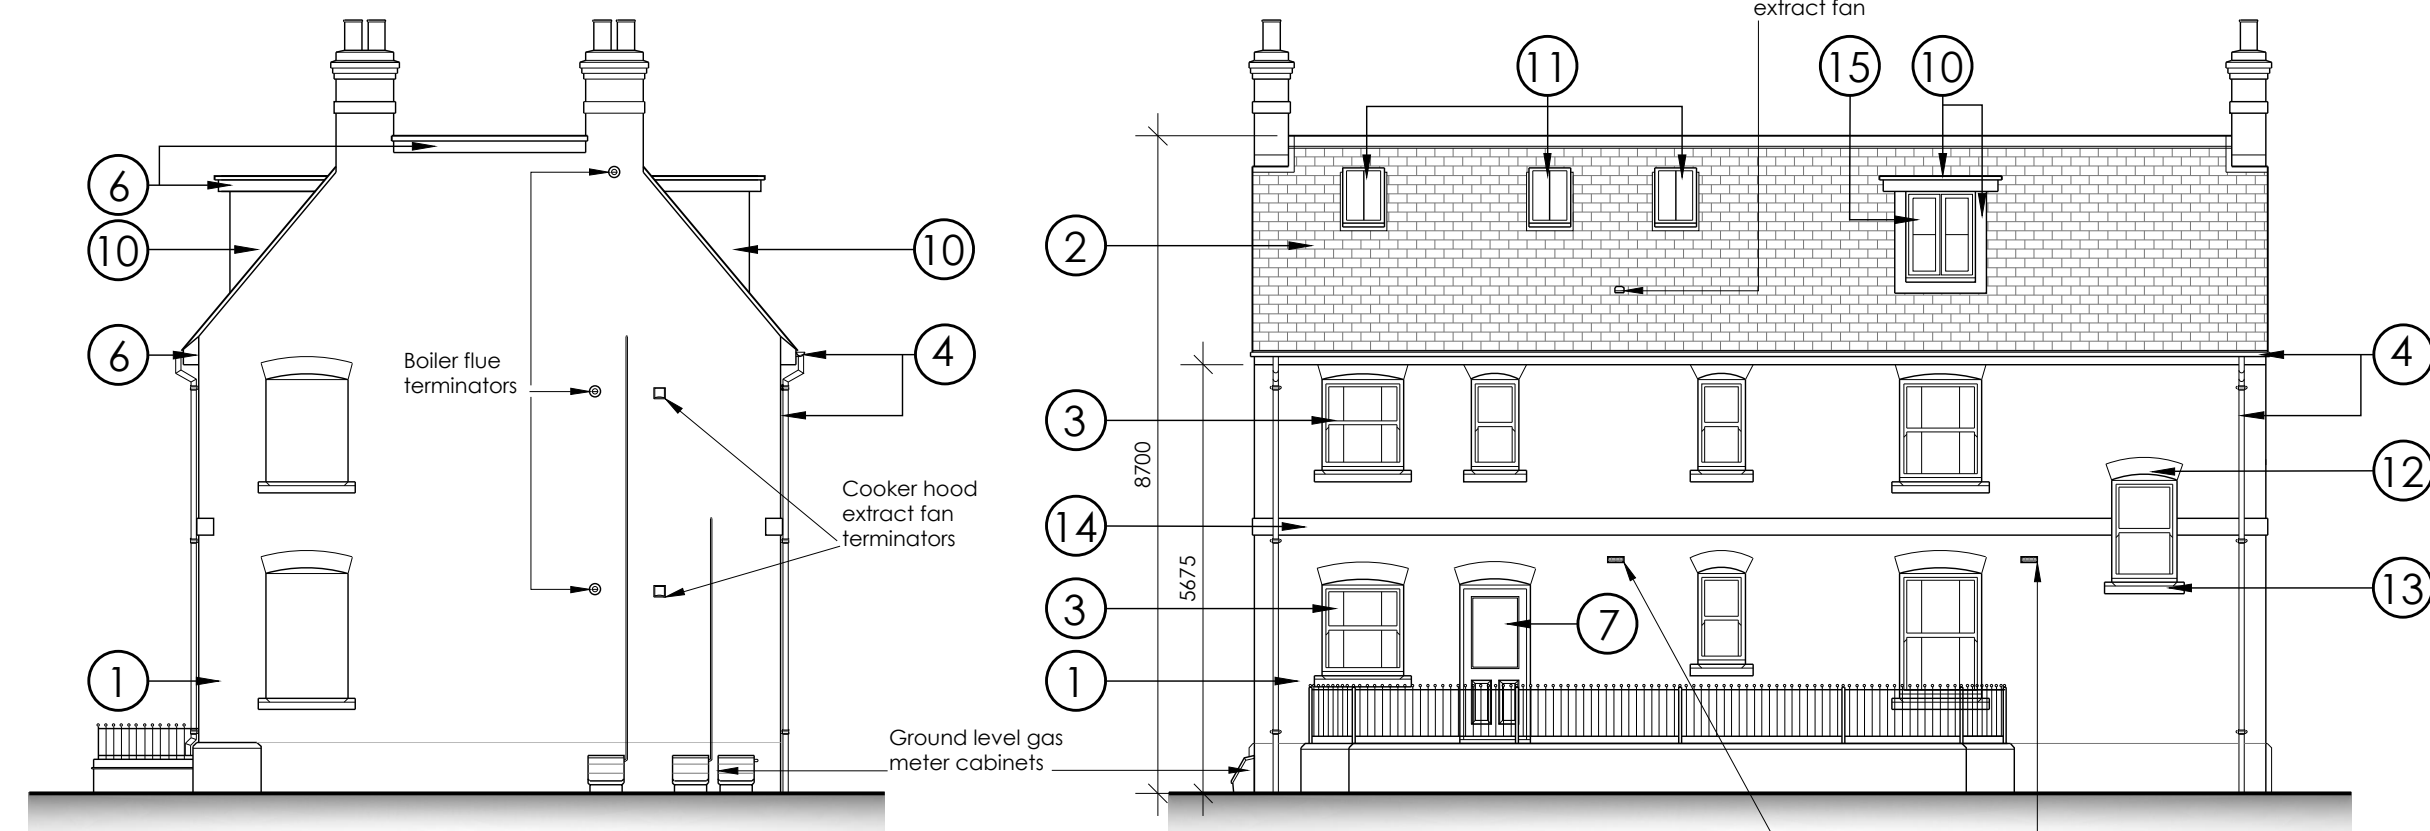 extract fan
11
15
10
6
10
10
2
6
Boiler flue
terminators
4
4
3
8700
12
Cooker hood
extract fan
terminators
14
5675
13
3
7
1
1
Ground level gas
meter cabinets